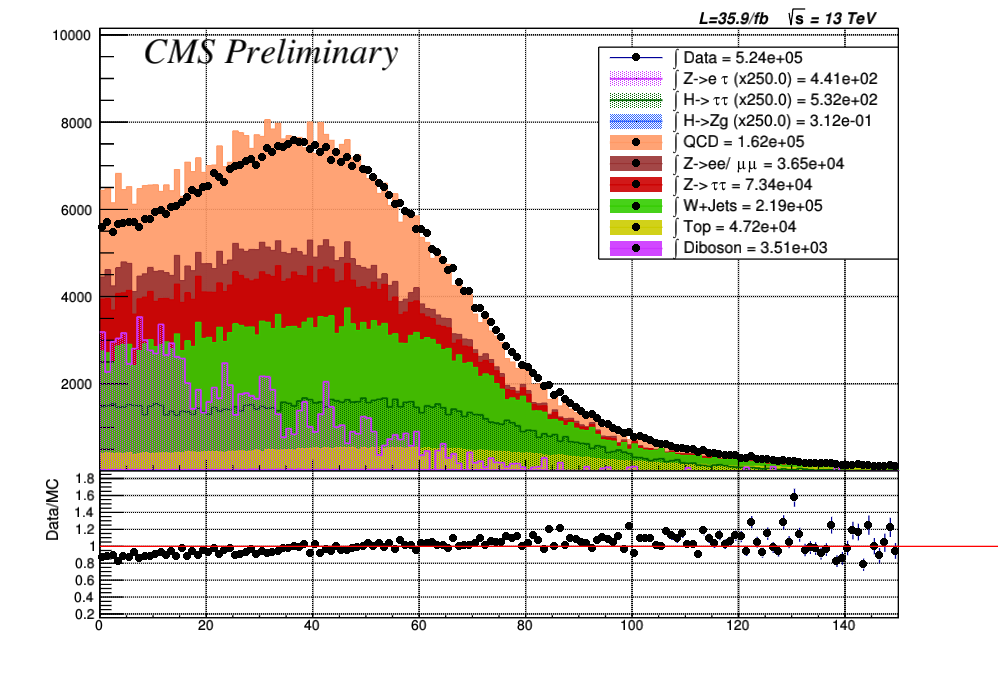 L=35.9/fb √s = 13 TeV
CMS Preliminary
10000
8000
6000
4000
2000
∫ Data = 5.24e+05
∫ Z->e τ (x250.0) = 4.41e+02
∫ H-> ττ (x250.0) = 5.32e+02
∫ H->Zg (x250.0) = 3.12e-01
∫ QCD = 1.62e+05
∫ Z->ee/ μμ = 3.65e+04
∫ Z-> ττ = 7.34e+04
∫ W+Jets = 2.19e+05
∫ Top = 4.72e+04
∫ Diboson = 3.51e+03
Data/MC
1.8
1.6
1.4
1.2
1
0.8
0.6
0.4
0.2
0 20 40 60 80 100 120 140